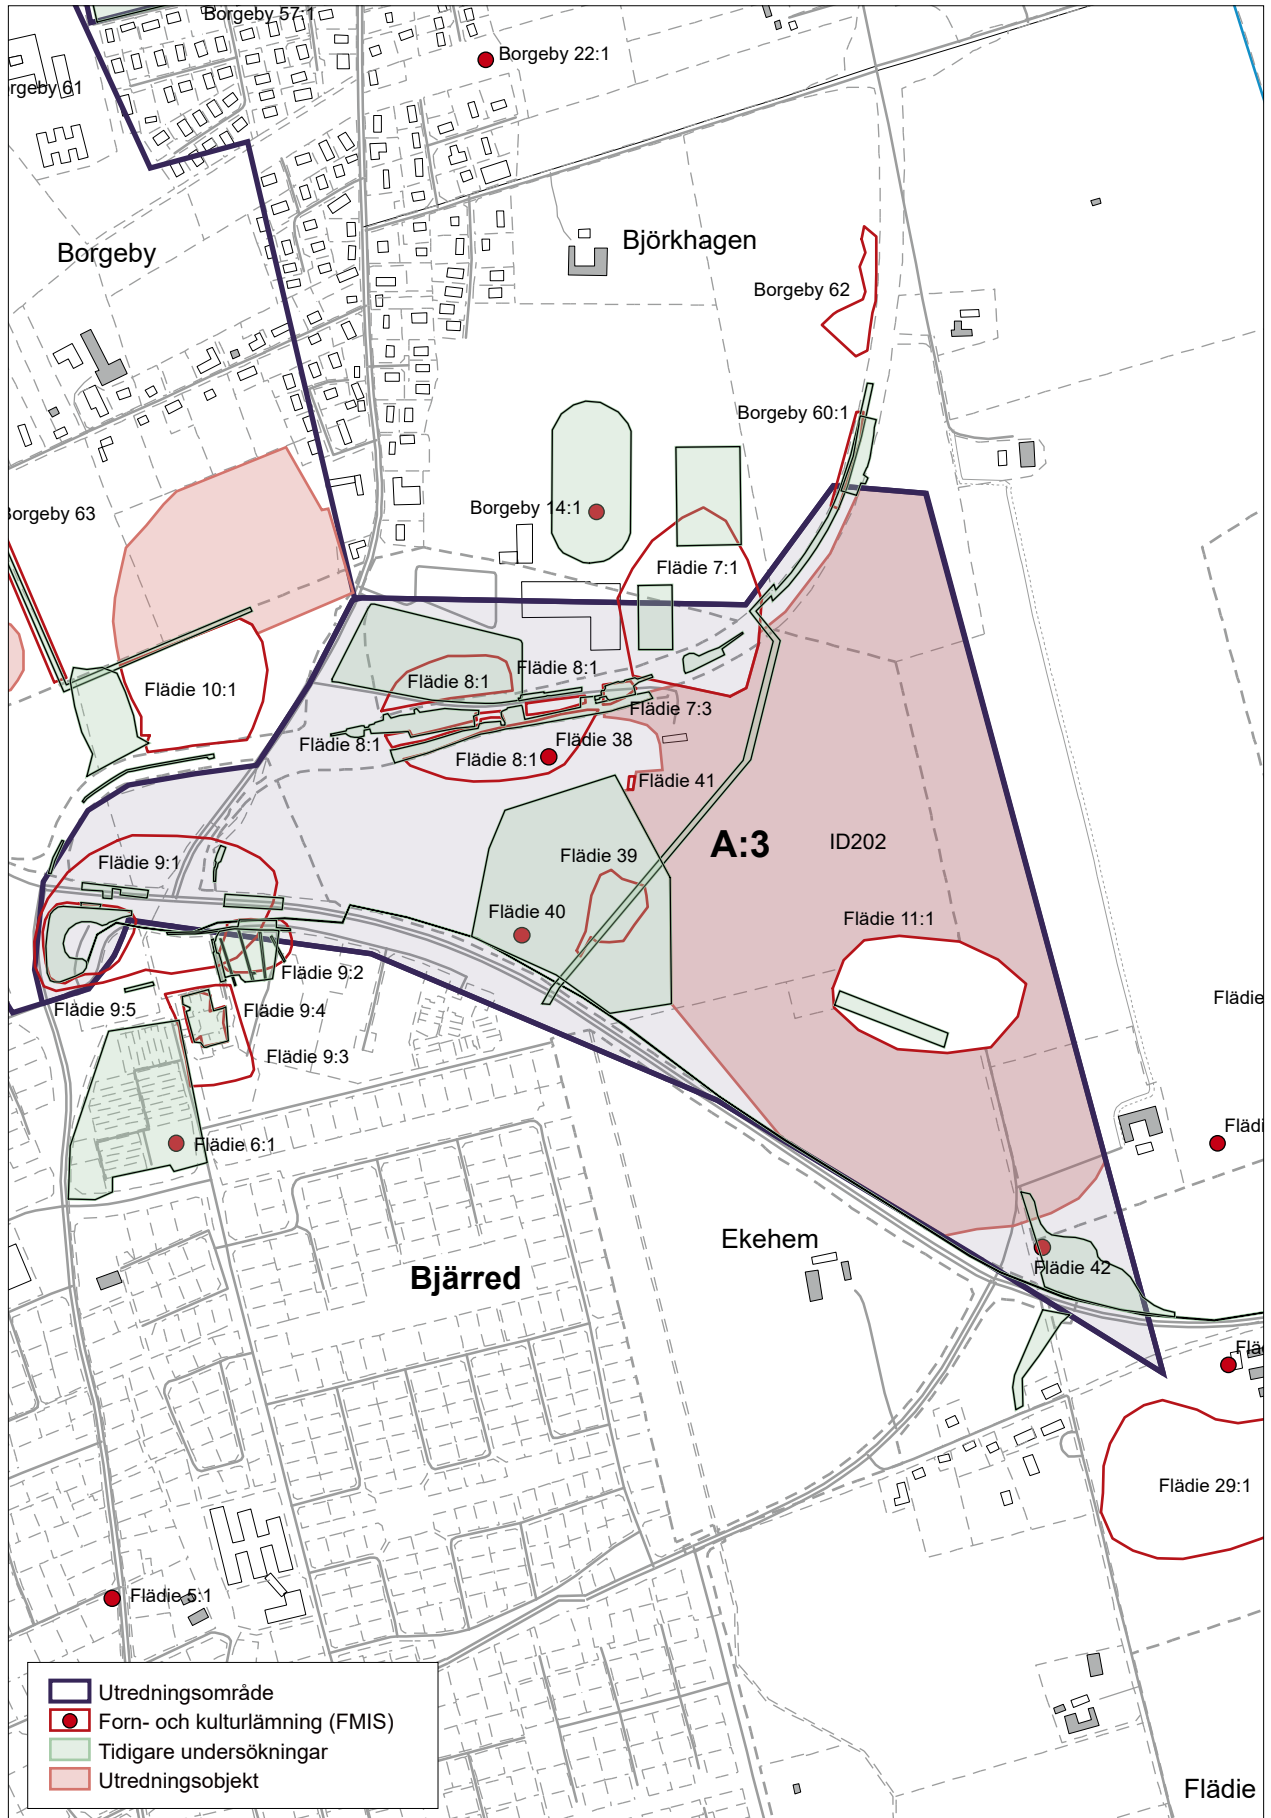 Borgeby 57:1
Borgeby 22:1
rgeby 61
Borgeby
Björkhagen
Borgeby 62
Borgeby 60:1
Borgeby 14:1
Borgeby 63
Flädie 7:1
Flädie 8:1
Flädie 10:1
Flädie 8:1
Flädie 7:3
Flädie 8:1
Flädie 38
Flädie 8:1
Flädie 41
A:3
ID202
Flädie 39
Flädie 9:1
Flädie 40
Flädie 11:1
Flädie 9:2
Flädie
Flädie 9:5
Flädie 9:4
Flädie 9:3
Flädi
Flädie 6:1
Ekehem
Flädie 42
Bjärred
Flä
Flädie 29:1
Flädie 5:1
Utredningsområde
Forn- och kulturlämning (FMIS)
Tidigare undersökningar
Utredningsobjekt
Flädie